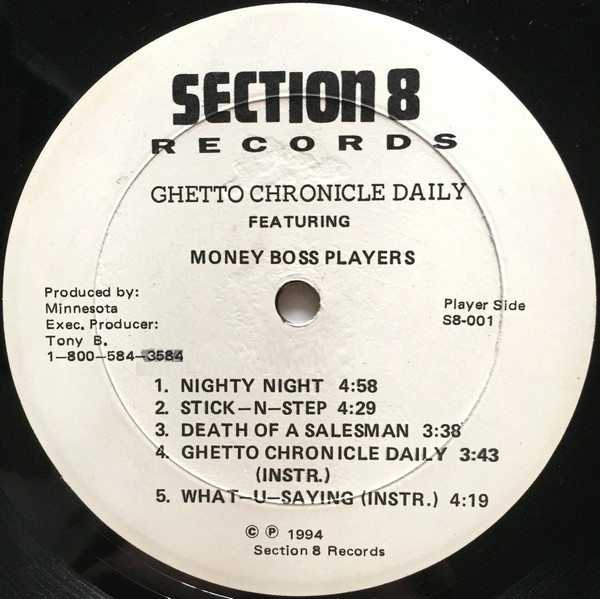 SECTION 8
RECORDS
GHETTO CHRONICLE DAILY
FEATURING
MONEY BOSS PLAYERS
Produced by:
Minnesota
Exec. Producer:
Tony B.
1—800—584—3584
Player Side
S8-001
1. NIGHTY NIGHT 4:58
2. STICK—N—STEP 4:29
3. DEATH OF A SALESMAN 3:38
4. GHETTO CHRONICLE DAILY 3:43
(INSTR.)
5. WHAT—U—SAYING (INSTR.) 4:19
© ℗ 1994
Section 8 Records